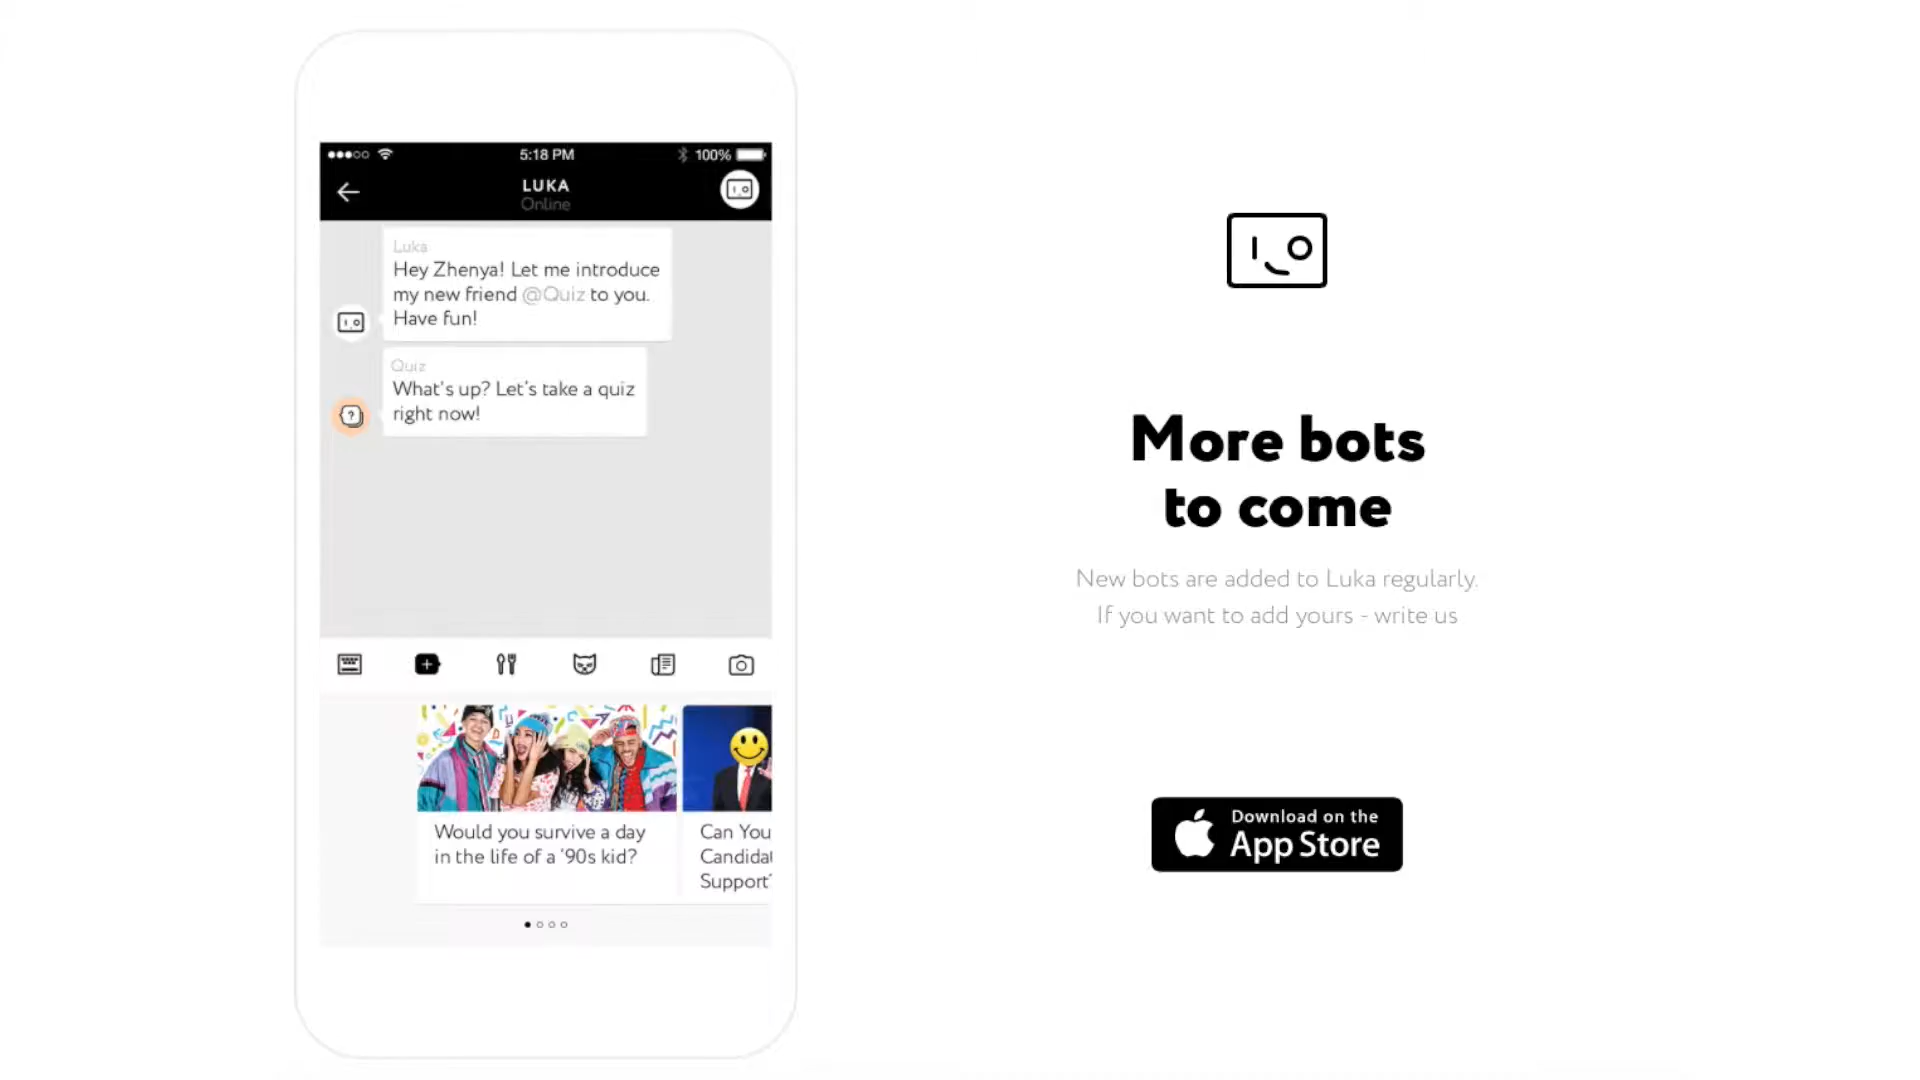 5:18 PM
100%
LUKA
Online
Luka
Hey Zhenya! Let me introduce
my new friend @Quiz to you.
Have fun!
Quiz
What's up? Let's take a quiz
right now!
Would you survive a day
in the life of a '90s kid?
Can You
Support
More bots
to come
New bots are added to Luka regularly.
If you want to add yours - write us
Download on the
App Store